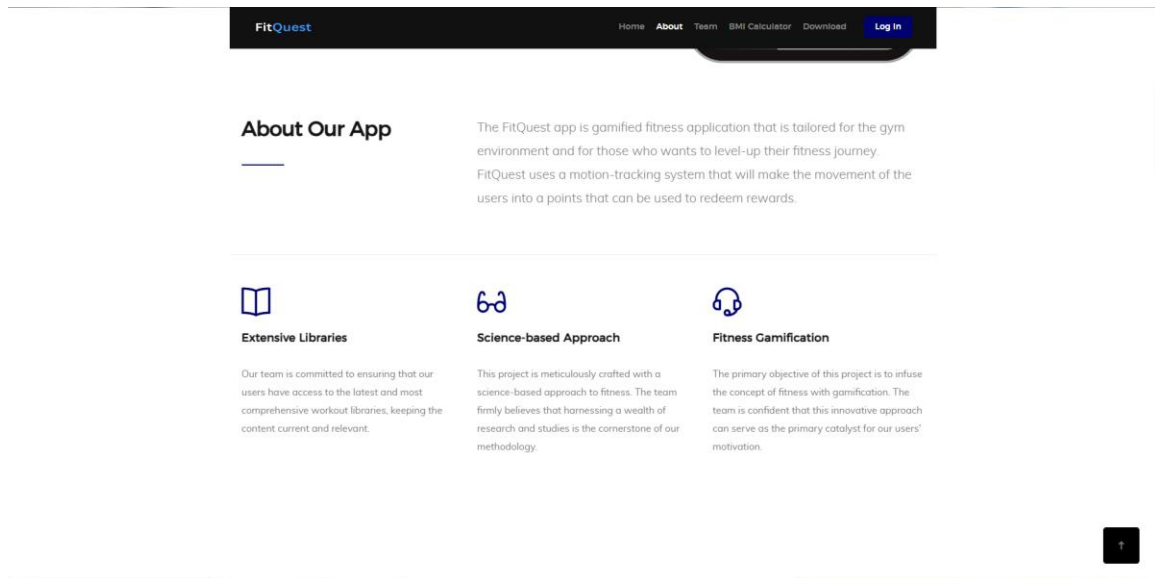 FitQuest
Home About Team BMI Calculator Download Log In
About Our App
The FitQuest app is gamified fitness application that is tailored for the gym
environment and for those who wants to level-up their fitness journey.
FitQuest uses a motion-tracking system that will make the movement of the
users into a points that can be used to redeem rewards.
Extensive Libraries
Our team is committed to ensuring that our
users have access to the latest and most
comprehensive workout libraries, keeping the
content current and relevant.
Science-based Approach
This project is meticulously crafted with a
science-based approach to fitness. The team
firmly believes that harnessing a wealth of
research and studies is the cornerstone of our
methodology.
Fitness Gamification
The primary objective of this project is to infuse
the concept of fitness with gamification. The
team is confident that this innovative approach
can serve as the primary catalyst for our users'
motivation.